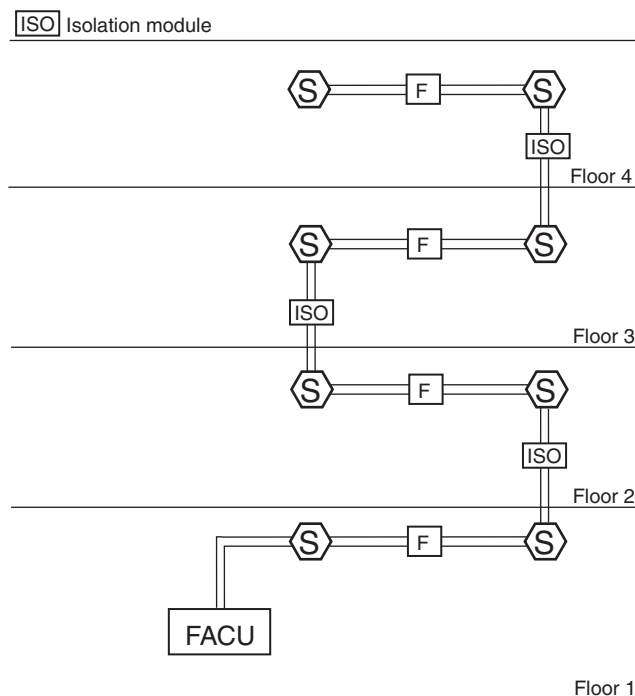 ISO Isolation module
S F S
ISO
Floor 4
S F S
ISO
Floor 3
S F S
ISO
Floor 2
S F S
FACU
Floor 1